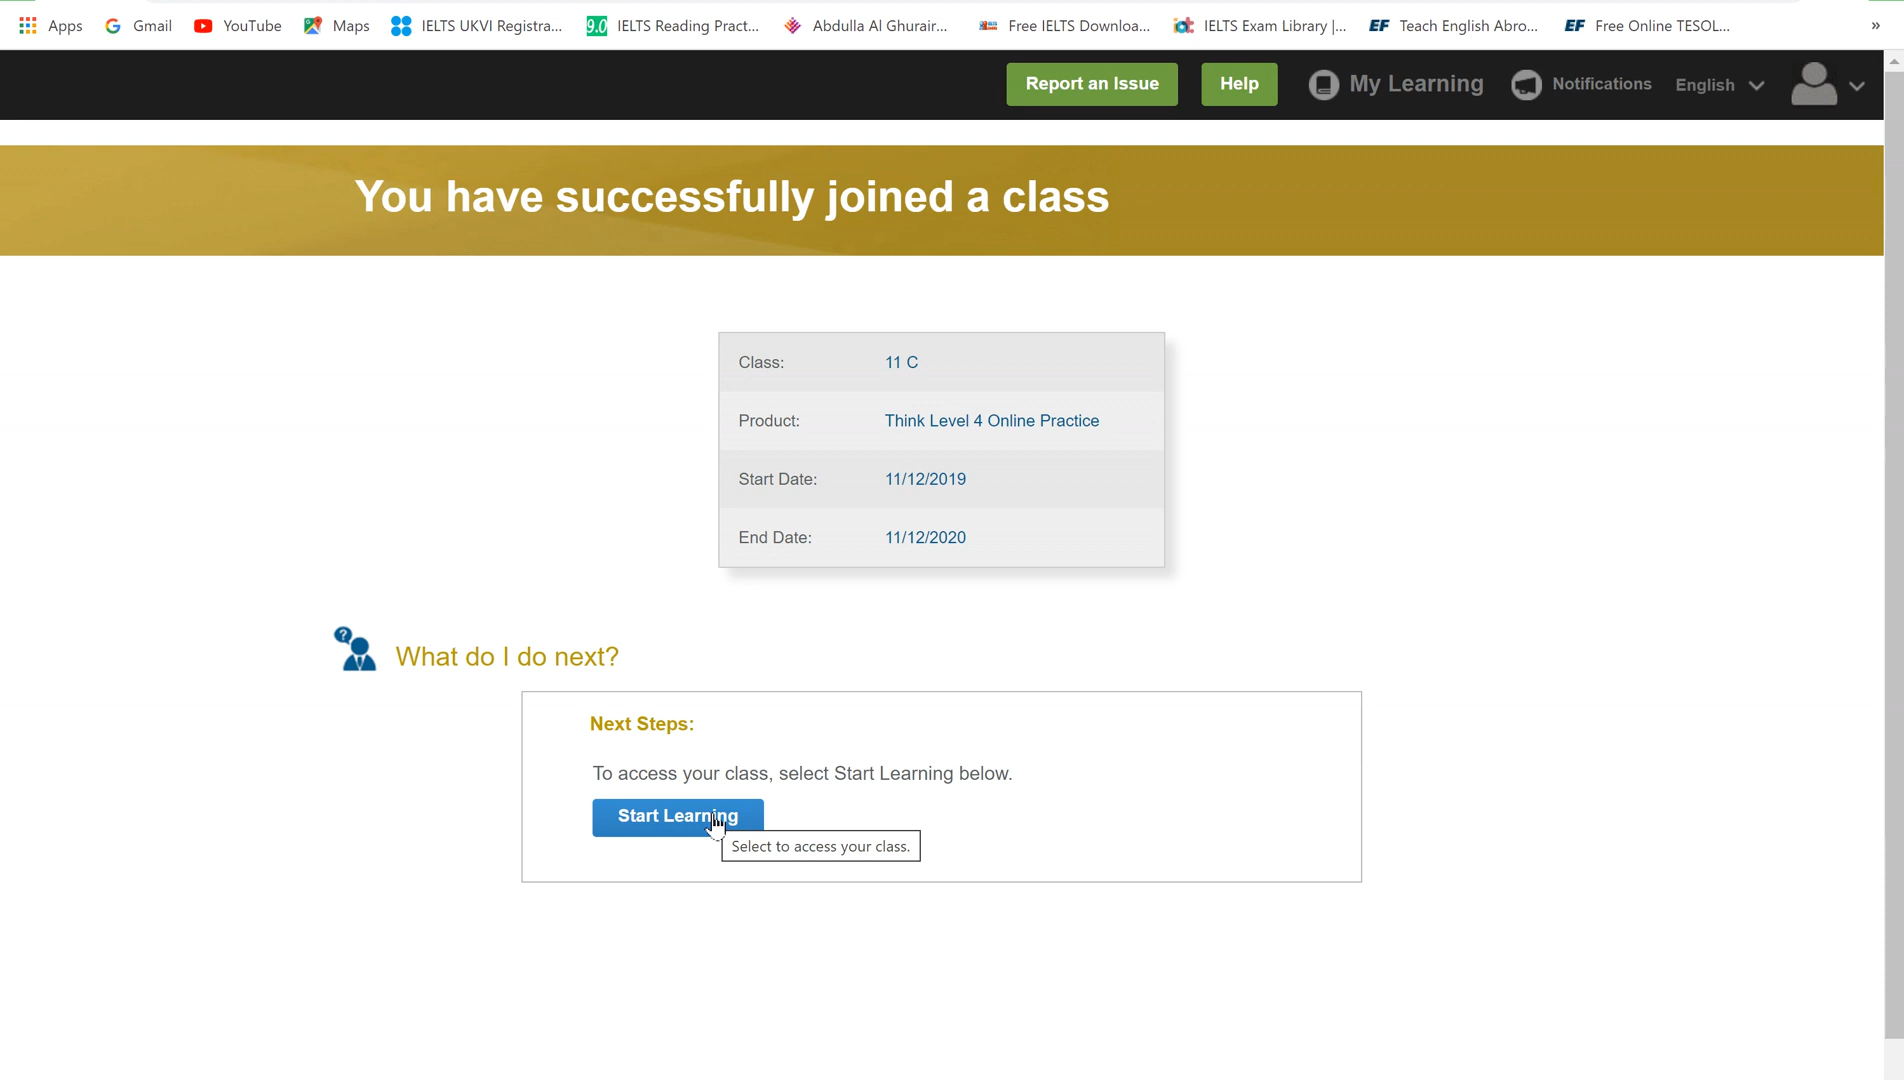 Apps Gmail YouTube Maps IELTS UKVI Registra... 9.0 IELTS Reading Pract... Abdulla Al Ghurair... Free IELTS Downloa... IELTS Exam Library |... EF Teach English Abro... EF Free Online TESOL... »
Report an Issue Help My Learning Notifications English
You have successfully joined a class
Class: 11 C
Product: Think Level 4 Online Practice
Start Date: 11/12/2019
End Date: 11/12/2020
? What do I do next?
Next Steps:
To access your class, select Start Learning below.
Start Learning
Select to access your class.